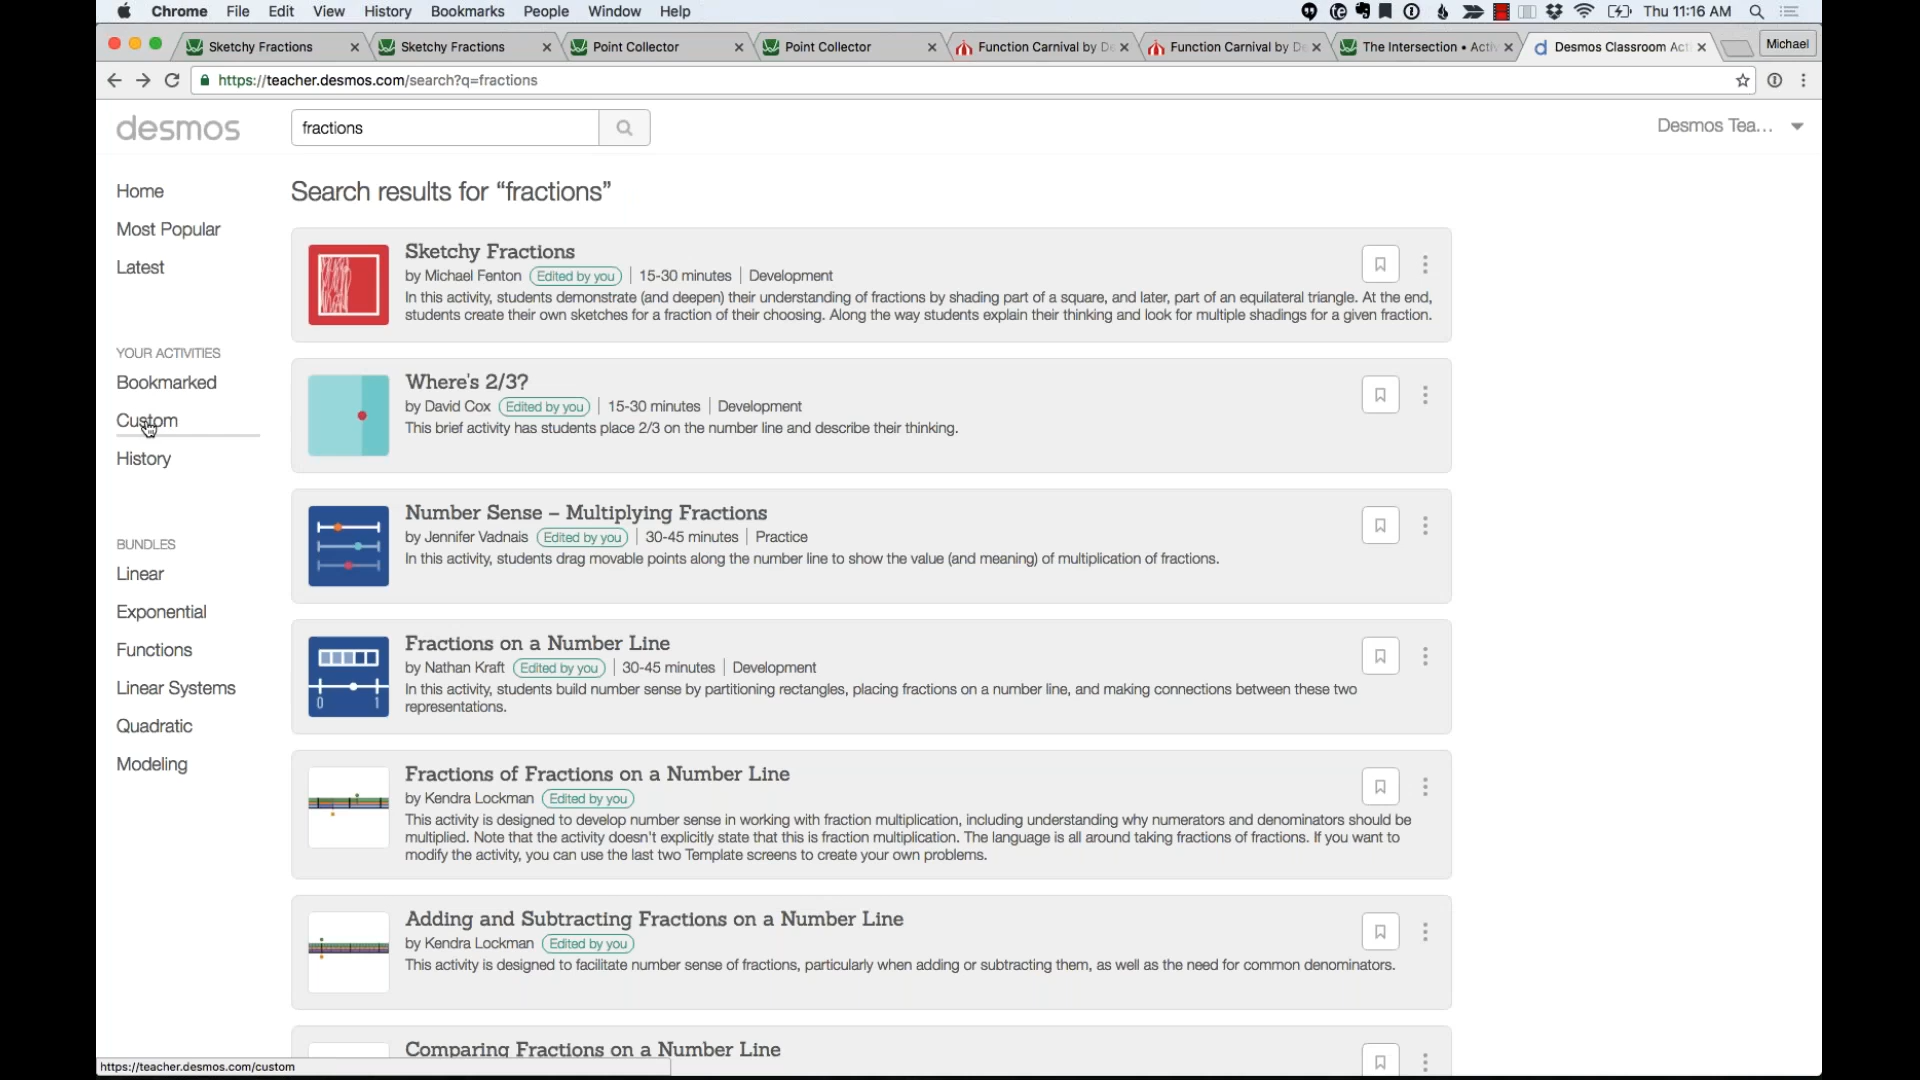 Chrome File Edit View History Bookmarks People Window Help Thu 11:16 AM
Sketchy Fractions Sketchy Fractions Point Collector Point Collector Function Carnival by De Function Carnival by De The Intersection • Activ Desmos Classroom Act Michael
https://teacher.desmos.com/search?q=fractions
desmos fractions Desmos Tea...
Home
Most Popular
Latest
YOUR ACTIVITIES
Bookmarked
Custom
History
BUNDLES
Linear
Exponential
Functions
Linear Systems
Quadratic
Modeling
Search results for “fractions”
Sketchy Fractions
by Michael Fenton Edited by you 15-30 minutes Development
In this activity, students demonstrate (and deepen) their understanding of fractions by shading part of a square, and later, part of an equilateral triangle. At the end,
students create their own sketches for a fraction of their choosing. Along the way students explain their thinking and look for multiple shadings for a given fraction.
Where's 2/3?
by David Cox Edited by you 15-30 minutes Development
This brief activity has students place 2/3 on the number line and describe their thinking.
Number Sense – Multiplying Fractions
by Jennifer Vadnais Edited by you 30-45 minutes Practice
In this activity, students drag movable points along the number line to show the value (and meaning) of multiplication of fractions.
0 1
Fractions on a Number Line
by Nathan Kraft Edited by you 30-45 minutes Development
In this activity, students build number sense by partitioning rectangles, placing fractions on a number line, and making connections between these two
representations.
Fractions of Fractions on a Number Line
by Kendra Lockman Edited by you
This activity is designed to develop number sense in working with fraction multiplication, including understanding why numerators and denominators should be
multiplied. Note that the activity doesn't explicitly state that this is fraction multiplication. The language is all around taking fractions of fractions. If you want to
modify the activity, you can use the last two Template screens to create your own problems.
Adding and Subtracting Fractions on a Number Line
by Kendra Lockman Edited by you
This activity is designed to facilitate number sense of fractions, particularly when adding or subtracting them, as well as the need for common denominators.
Comparing Fractions on a Number Line
https://teacher.desmos.com/custom